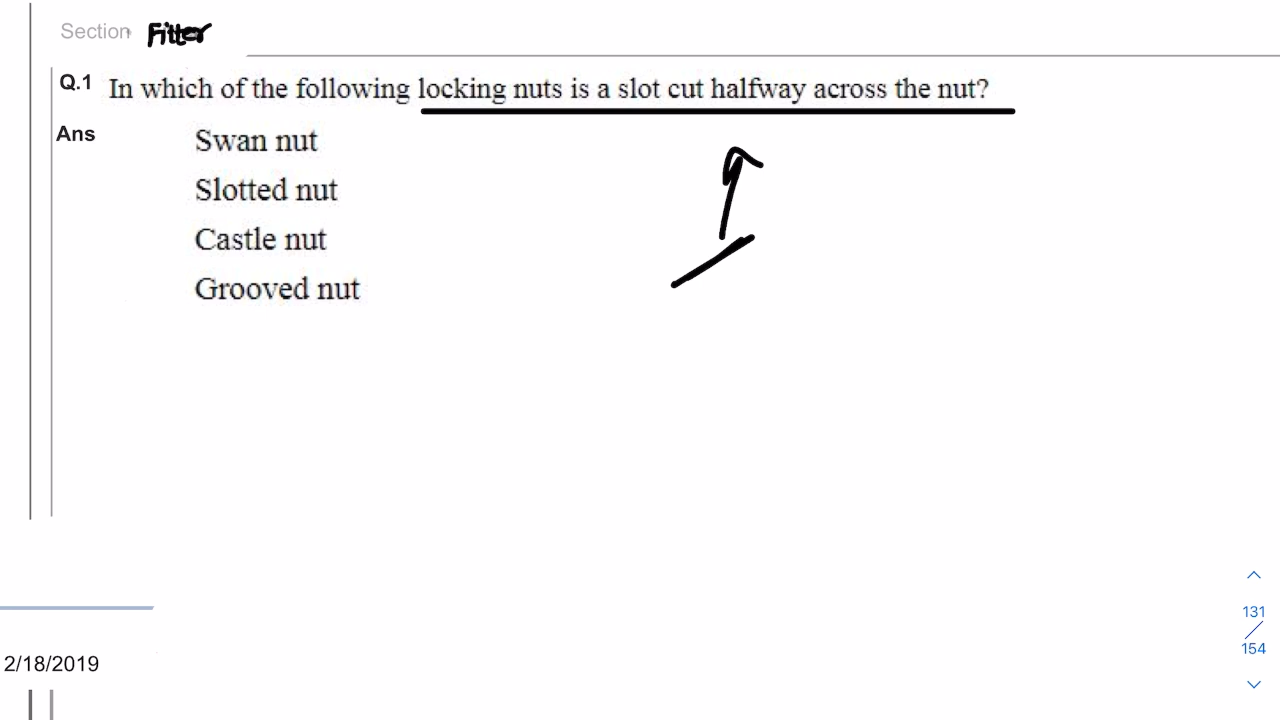 Section Fitter
Q.1 In which of the following locking nuts is a slot cut halfway across the nut?
Ans Swan nut
Slotted nut
Castle nut
Grooved nut
131
154
2/18/2019